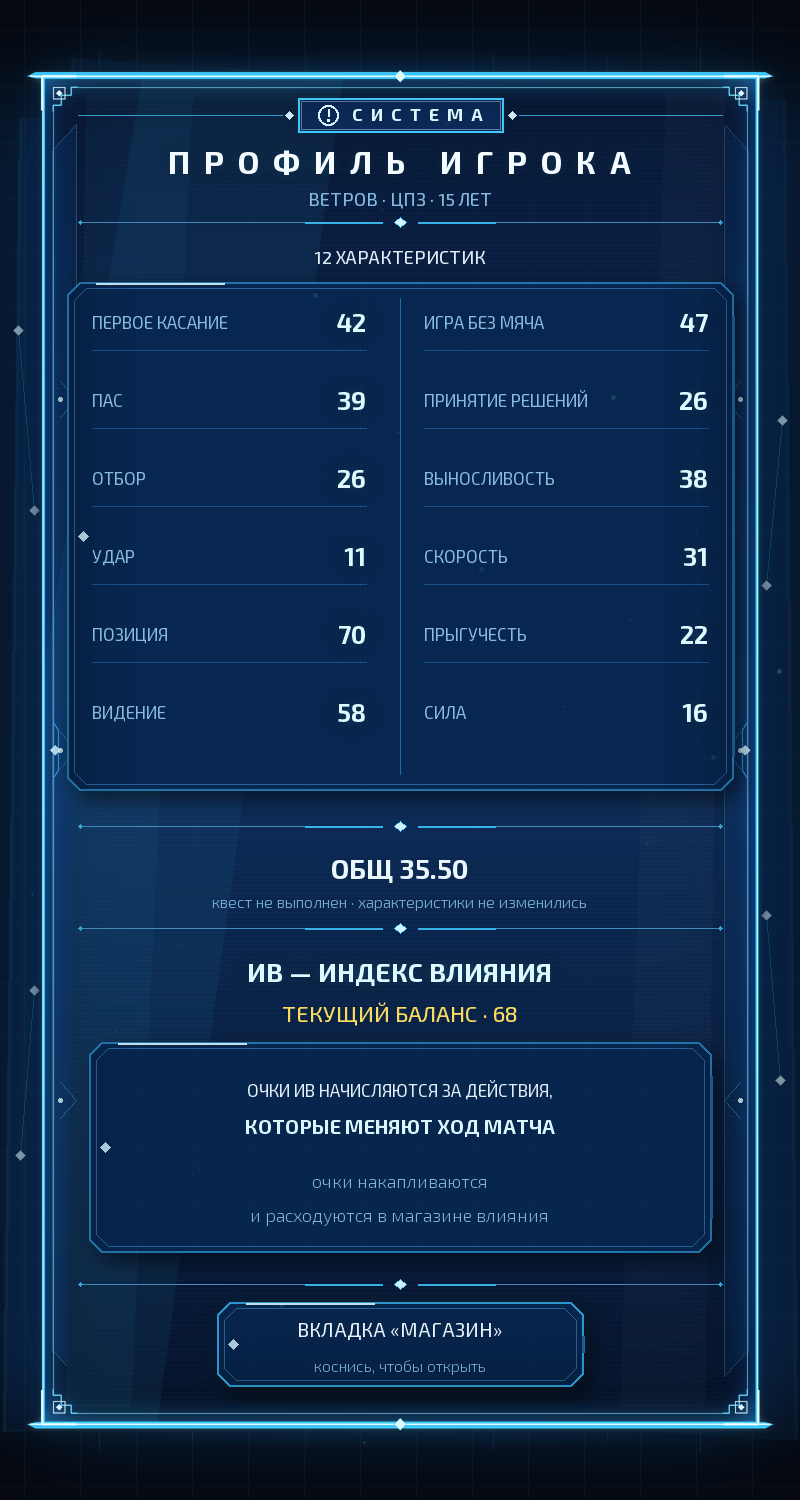 СИСТЕМА
ПРОФИЛЬ ИГРОКА
ВЕТРОВ · ЦПЗ · 15 ЛЕТ
12 ХАРАКТЕРИСТИК
ПЕРВОЕ КАСАНИЕ 42
ИГРА БЕЗ МЯЧА 47
ПАС 39
ПРИНЯТИЕ РЕШЕНИЙ 26
ОТБОР 26
ВЫНОСЛИВОСТЬ 38
УДАР 11
СКОРОСТЬ 31
ПОЗИЦИЯ 70
ПРЫГУЧЕСТЬ 22
ВИДЕНИЕ 58
СИЛА 16
ОБЩ 35.50
квест не выполнен · характеристики не изменились
ИВ — ИНДЕКС ВЛИЯНИЯ
ТЕКУЩИЙ БАЛАНС · 68
ОЧКИ ИВ НАЧИСЛЯЮТСЯ ЗА ДЕЙСТВИЯ,
КОТОРЫЕ МЕНЯЮТ ХОД МАТЧА
очки накапливаются
и расходуются в магазине влияния
ВКЛАДКА «МАГАЗИН»
коснись, чтобы открыть